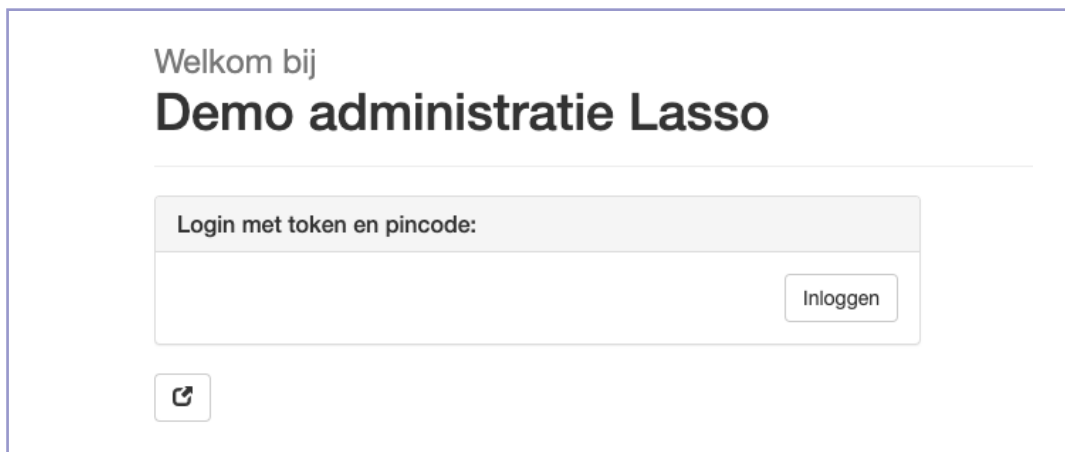 Welkom bij
Demo administratie Lasso
Login met token en pincode:
Inloggen